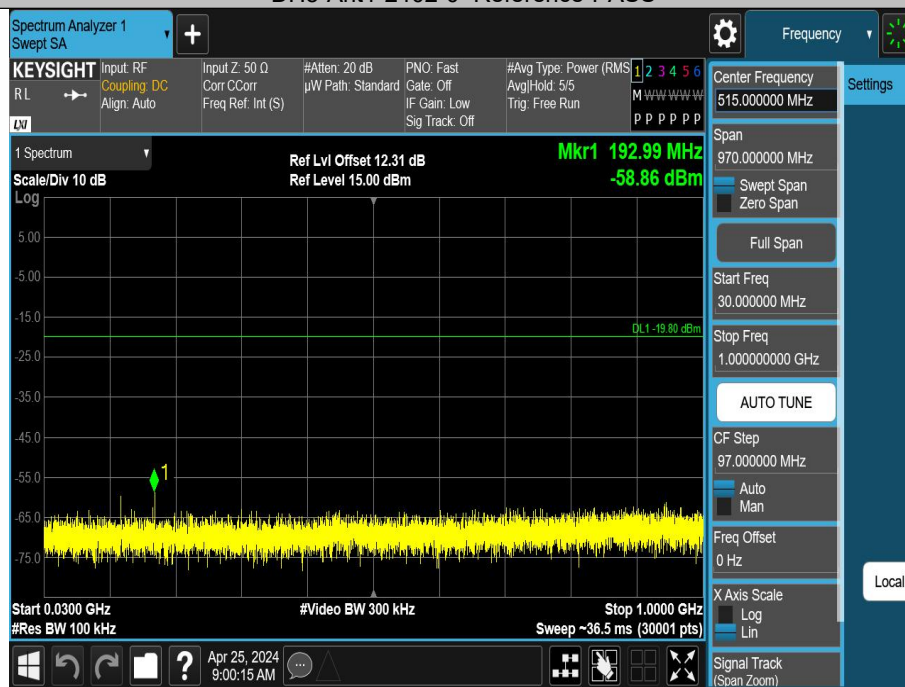 Spectrum Analyzer 1
Swept SA
Frequency
KEYSIGHT
RL
LXI
Input: RF
Coupling: DC
Align: Auto
Input Z: 50 Ω
Corr CCorr
Freq Ref: Int (S)
#Atten: 20 dB
µW Path: Standard
PNO: Fast
Gate: Off
IF Gain: Low
Sig Track: Off
#Avg Type: Power (RMS
Avg|Hold: 5/5
Trig: Free Run
1 2 3 4 5 6
M W W W W W
P P P P P P
Center Frequency
515.000000 MHz
Settings
1 Spectrum
Scale/Div 10 dB
Log
Ref Lvl Offset 12.31 dB
Ref Level 15.00 dBm
Mkr1 192.99 MHz
-58.86 dBm
Span
970.000000 MHz
Swept Span
Zero Span
Full Span
Start Freq
30.000000 MHz
Stop Freq
1.000000000 GHz
AUTO TUNE
CF Step
97.000000 MHz
Auto
Man
Freq Offset
0 Hz
X Axis Scale
Log
Lin
Signal Track
(Span Zoom)
Local
5.00
-5.00
-15.0
DL1 -19.80 dBm
-25.0
-35.0
-45.0
-55.0
1
-65.0
-75.0
Start 0.0300 GHz
#Res BW 100 kHz
#Video BW 300 kHz
Stop 1.0000 GHz
Sweep ~36.5 ms (30001 pts)
?
Apr 25, 2024
9:00:15 AM